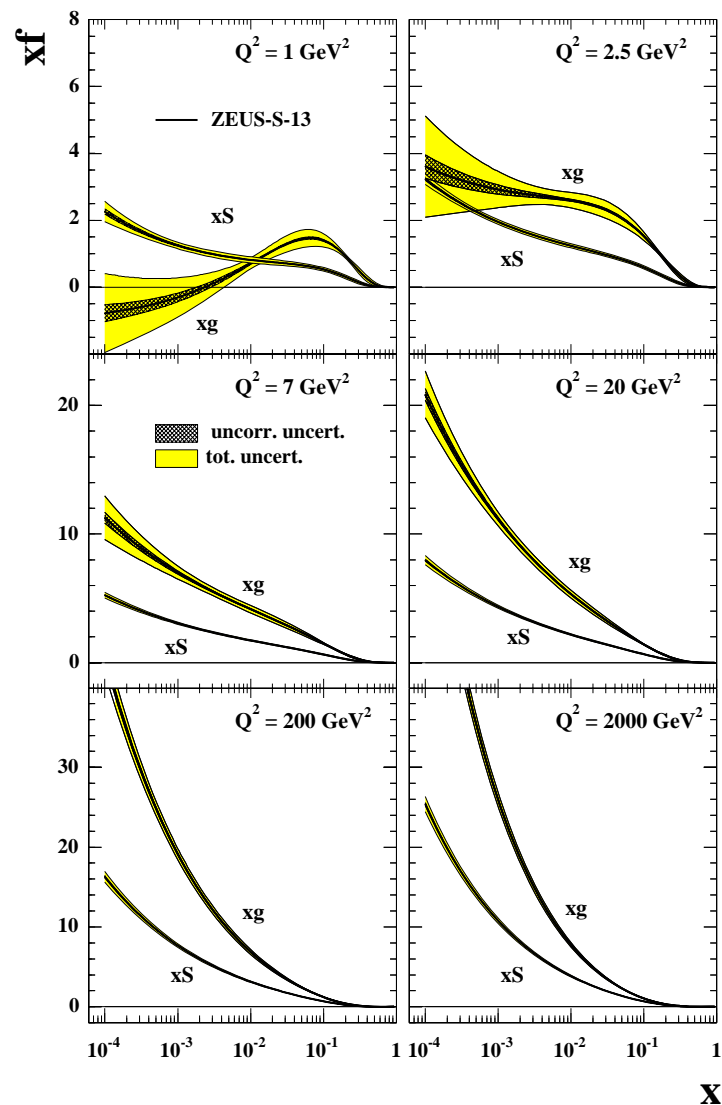 xf
8
6
4
2
0
Q² = 1 GeV²
ZEUS-S-13
xS
xg
Q² = 2.5 GeV²
xg
xS
20
10
0
Q² = 7 GeV²
uncorr. uncert.
tot. uncert.
xg
xS
Q² = 20 GeV²
xg
xS
30
20
10
0
Q² = 200 GeV²
xg
xS
Q² = 2000 GeV²
xg
xS
10⁻⁴ 10⁻³ 10⁻² 10⁻¹ 1 10⁻⁴ 10⁻³ 10⁻² 10⁻¹ 1
x